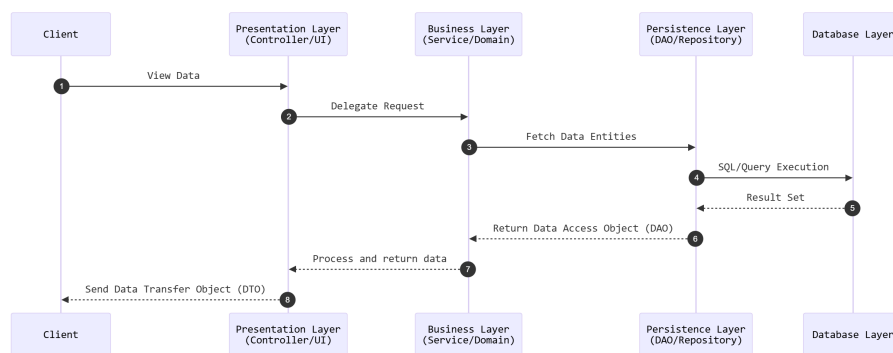 Client
Presentation Layer
(Controller/UI)
Business Layer
(Service/Domain)
Persistence Layer
(DAO/Repository)
Database Layer
View Data
1
Delegate Request
2
Fetch Data Entities
3
SQL/Query Execution
4
Result Set
5
Return Data Access Object (DAO)
6
Process and return data
7
Send Data Transfer Object (DTO)
8
Client
Presentation Layer
(Controller/UI)
Business Layer
(Service/Domain)
Persistence Layer
(DAO/Repository)
Database Layer